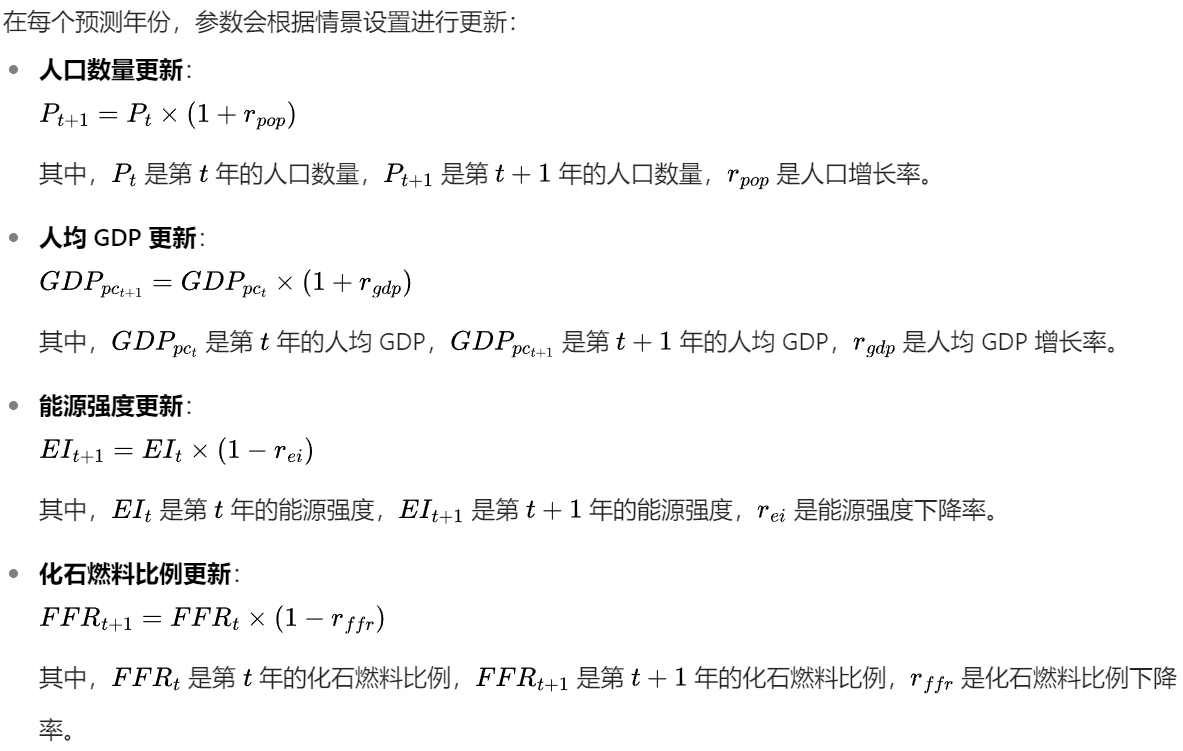 在每个预测年份，参数会根据情景设置进行更新：
• 人口数量更新：
P_{t+1} = P_t × (1 + r_{pop})
其中，P_t 是第 t 年的人口数量，P_{t+1} 是第 t + 1 年的人口数量，r_{pop} 是人口增长率。
• 人均 GDP 更新：
GDP_{pc_{t+1}} = GDP_{pc_t} × (1 + r_{gdp})
其中，GDP_{pc_t} 是第 t 年的人均 GDP，GDP_{pc_{t+1}} 是第 t + 1 年的人均 GDP，r_{gdp} 是人均 GDP 增长率。
• 能源强度更新：
EI_{t+1} = EI_t × (1 − r_{ei})
其中，EI_t 是第 t 年的能源强度，EI_{t+1} 是第 t + 1 年的能源强度，r_{ei} 是能源强度下降率。
• 化石燃料比例更新：
FFR_{t+1} = FFR_t × (1 − r_{ffr})
其中，FFR_t 是第 t 年的化石燃料比例，FFR_{t+1} 是第 t + 1 年的化石燃料比例，r_{ffr} 是化石燃料比例下降
率。